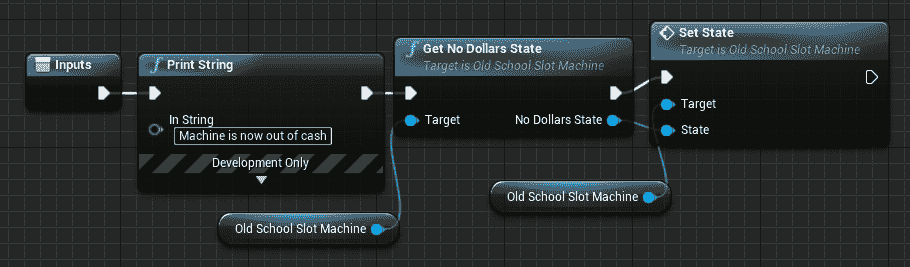 Inputs
Print String
In String
Machine is now out of cash
Development Only
Old School Slot Machine
Get No Dollars State
Target is Old School Slot Machine
Target
No Dollars State
Old School Slot Machine
Set State
Target is Old School Slot Machine
Target
State